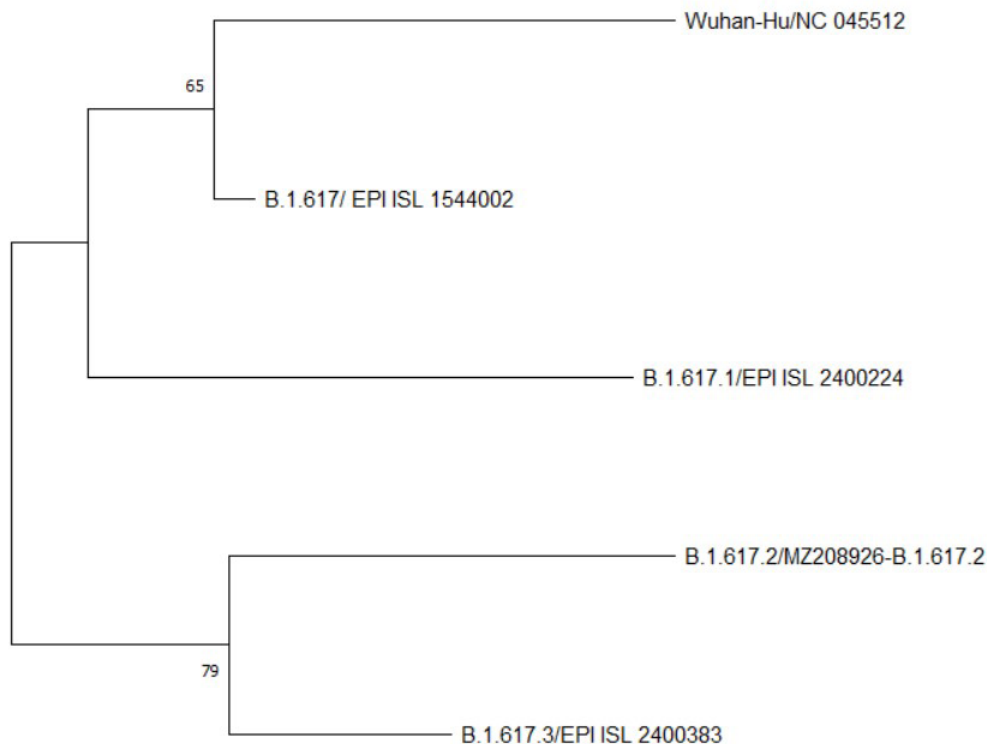 Wuhan-Hu/NC 045512
65
B.1.617/ EPI ISL 1544002
B.1.617.1/EPI ISL 2400224
B.1.617.2/MZ208926-B.1.617.2
79
B.1.617.3/EPI ISL 2400383